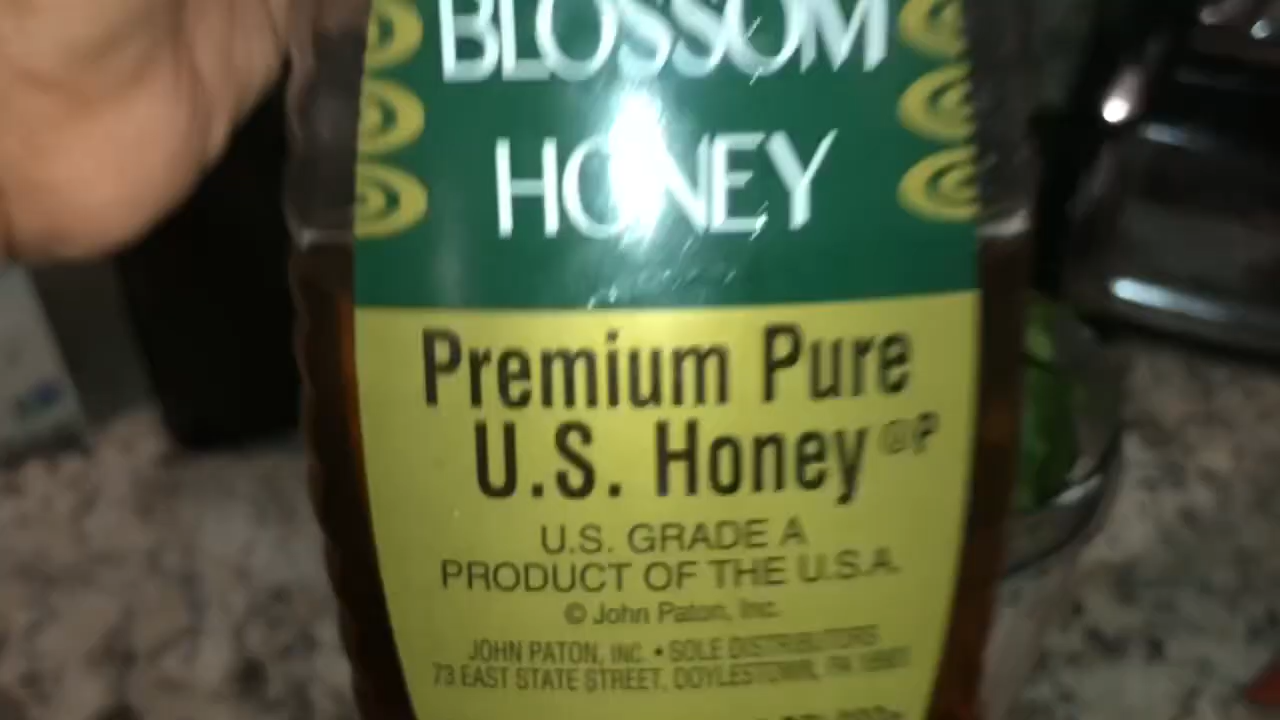 BLOSSOM
HONEY
Premium Pure
U.S. Honey
U.S. GRADE A
PRODUCT OF THE U.S.A.
© John Paton, Inc.
JOHN PATON, INC. • SOLE DISTRIBUTORS
73 EAST STATE STREET, DOYLESTOWN, PA